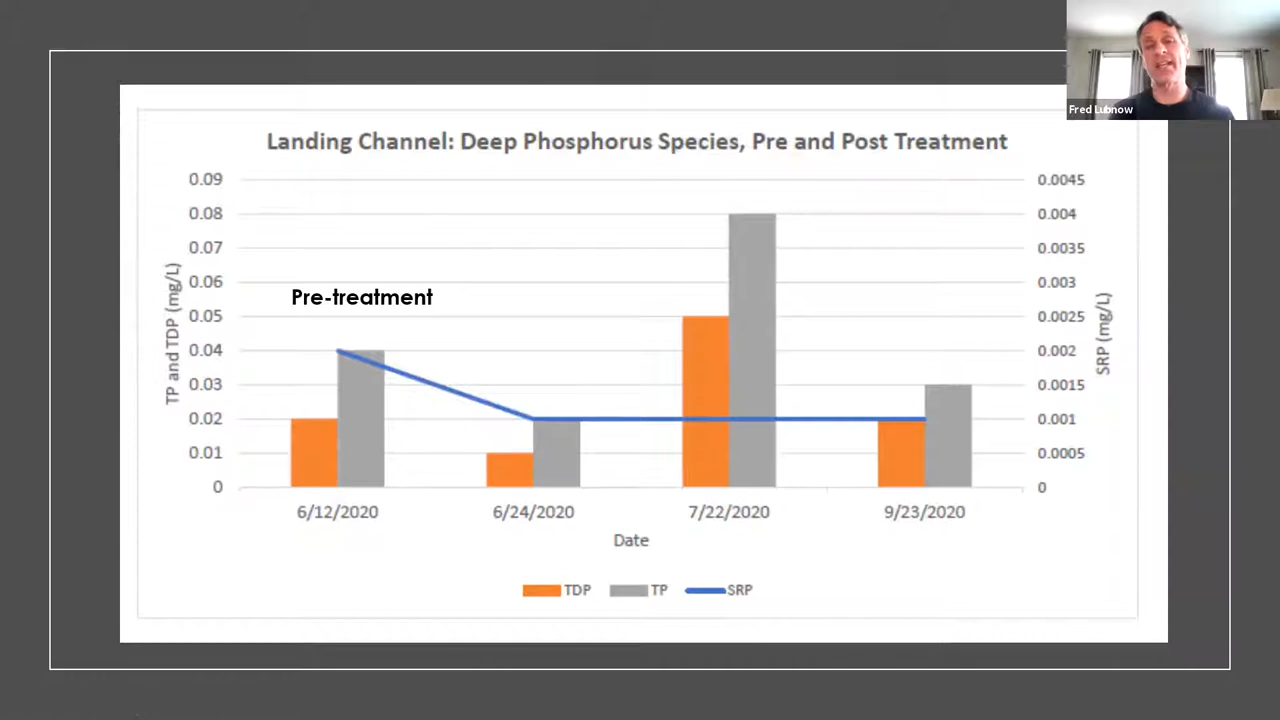 Fred Lubnow
Landing Channel: Deep Phosphorus Species, Pre and Post Treatment
0.09
0.08
0.07
0.06
0.05
0.04
0.03
0.02
0.01
0
TP and TDP (mg/L)
Pre-treatment
0.0045
0.004
0.0035
0.003
0.0025
0.002
0.0015
0.001
0.0005
0
SRP (mg/L)
6/12/2020 6/24/2020 7/22/2020 9/23/2020
Date
TDP TP SRP